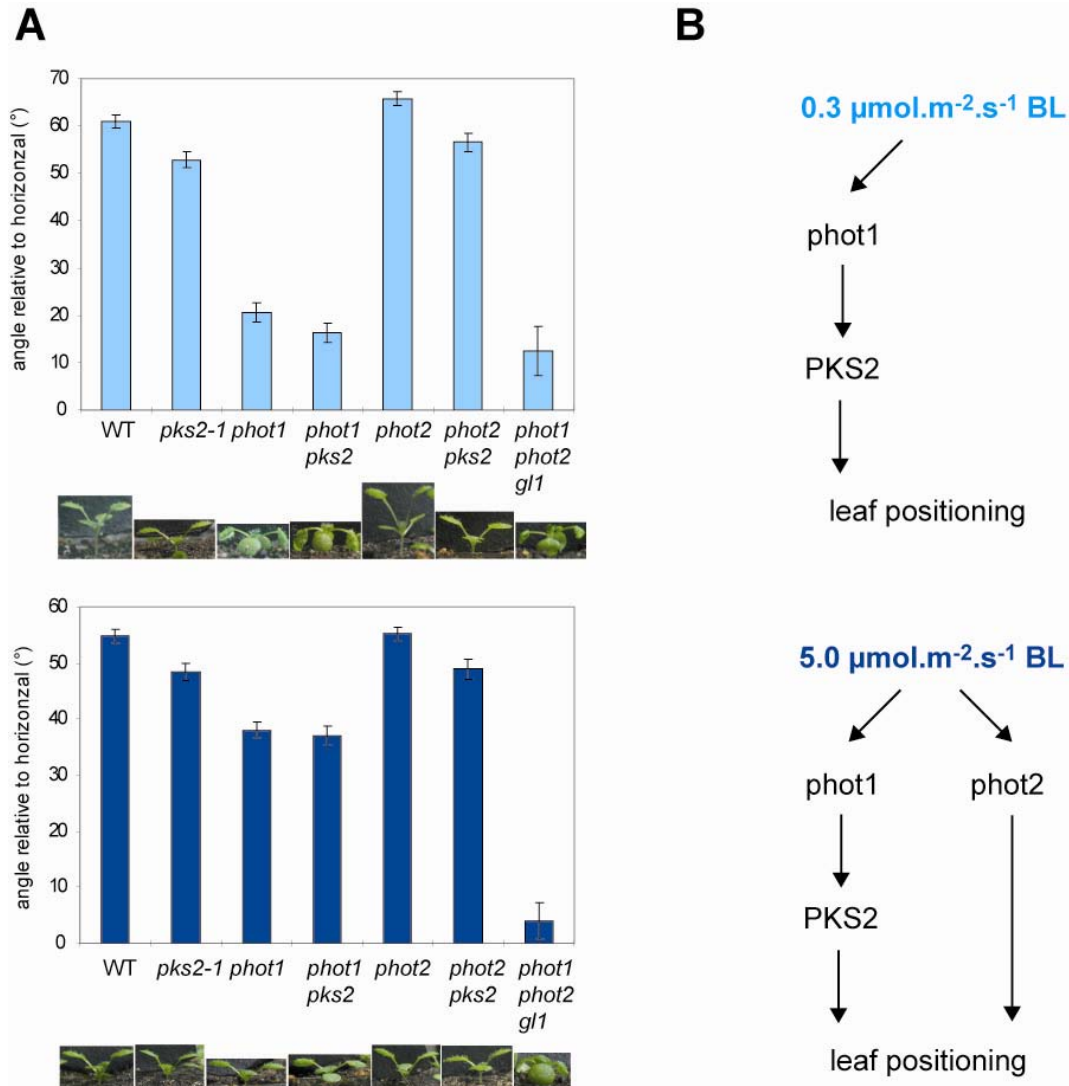 A
angle relative to horizonzal (°)
70
60
50
40
30
20
10
0
WT pks2-1 phot1 phot1 phot2 phot2 phot1
pks2 pks2 phot2
gl1
angle relative to horizonzal (°)
60
50
40
30
20
10
0
WT pks2-1 phot1 phot1 phot2 phot2 phot1
pks2 pks2 phot2
gl1
B
0.3 µmol.m⁻².s⁻¹ BL
phot1
PKS2
leaf positioning
5.0 µmol.m⁻².s⁻¹ BL
phot1 phot2
PKS2
leaf positioning